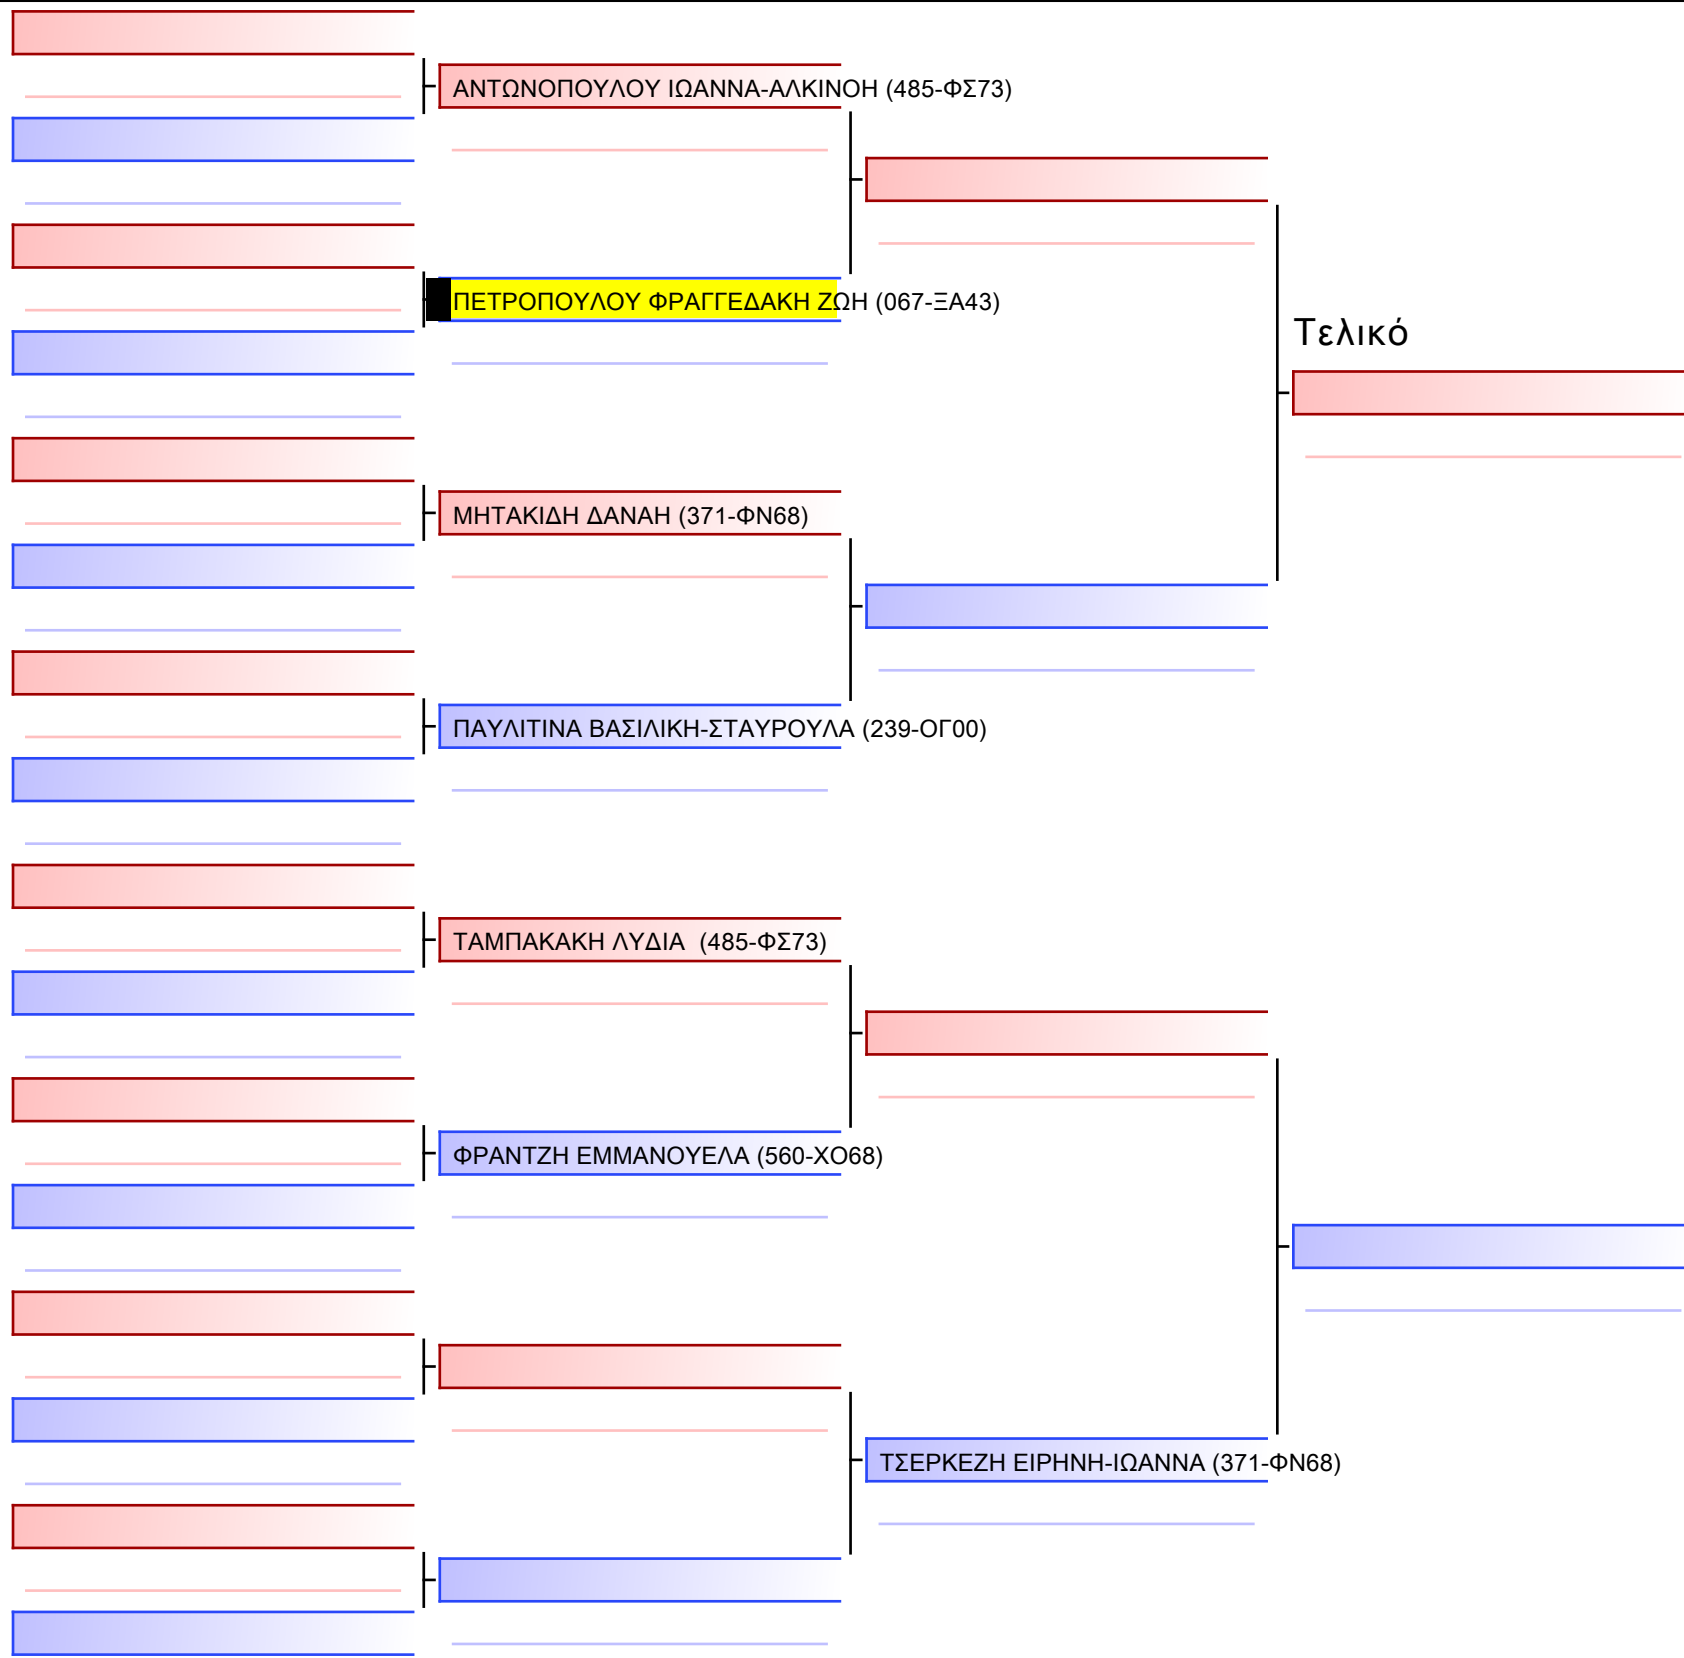 ΑΝΤΩΝΟΠΟΥΛΟΥ ΙΩΑΝΝΑ-ΑΛΚΙΝΟΗ (485-ΦΣ73)
ΠΕΤΡΟΠΟΥΛΟΥ ΦΡΑΓΓΕΔΑΚΗ ΖΩΗ (067-ΞΑ43)
Τελικό
ΜΗΤΑΚΙΔΗ ΔΑΝΑΗ (371-ΦΝ68)
ΠΑΥΛΙΤΙΝΑ ΒΑΣΙΛΙΚΗ-ΣΤΑΥΡΟΥΛΑ (239-ΟΓ00)
ΤΑΜΠΑΚΑΚΗ ΛΥΔΙΑ  (485-ΦΣ73)
ΦΡΑΝΤΖΗ ΕΜΜΑΝΟΥΕΛΑ (560-ΧΟ68)
ΤΣΕΡΚΕΖΗ ΕΙΡΗΝΗ-ΙΩΑΝΝΑ (371-ΦΝ68)